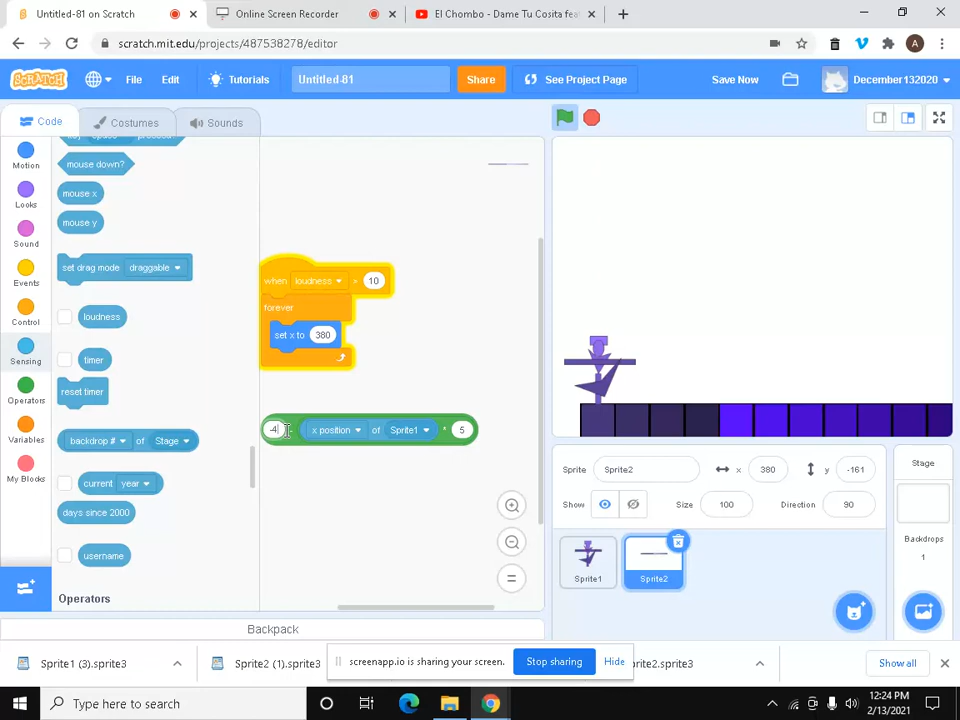 Untitled-81 on Scratch
Online Screen Recorder
El Chombo - Dame Tu Cosita fea
scratch.mit.edu/projects/487538278/editor
A
SCRATCH
File
Edit
Tutorials
Untitled-81
Share
See Project Page
Save Now
December132020
Code
Costumes
Sounds
Motion
Looks
Sound
Events
Control
Sensing
Operators
Variables
My Blocks
mouse down?
mouse x
mouse y
set drag mode draggable
loudness
timer
reset timer
backdrop # of Stage
current year
days since 2000
username
Operators
when loudness > 10
forever
set x to 380
-4 x position of Sprite1 * 5
Sprite
Sprite2
x 380
y -161
Show
Size 100
Direction 90
Sprite1
Sprite2
Stage
Backdrops
1
Backpack
Sprite1 (3).sprite3
Sprite2 (1).sprite3
screenapp.io is sharing your screen.
Stop sharing
Hide
rite2.sprite3
Show all
Type here to search
12:24 PM
2/13/2021